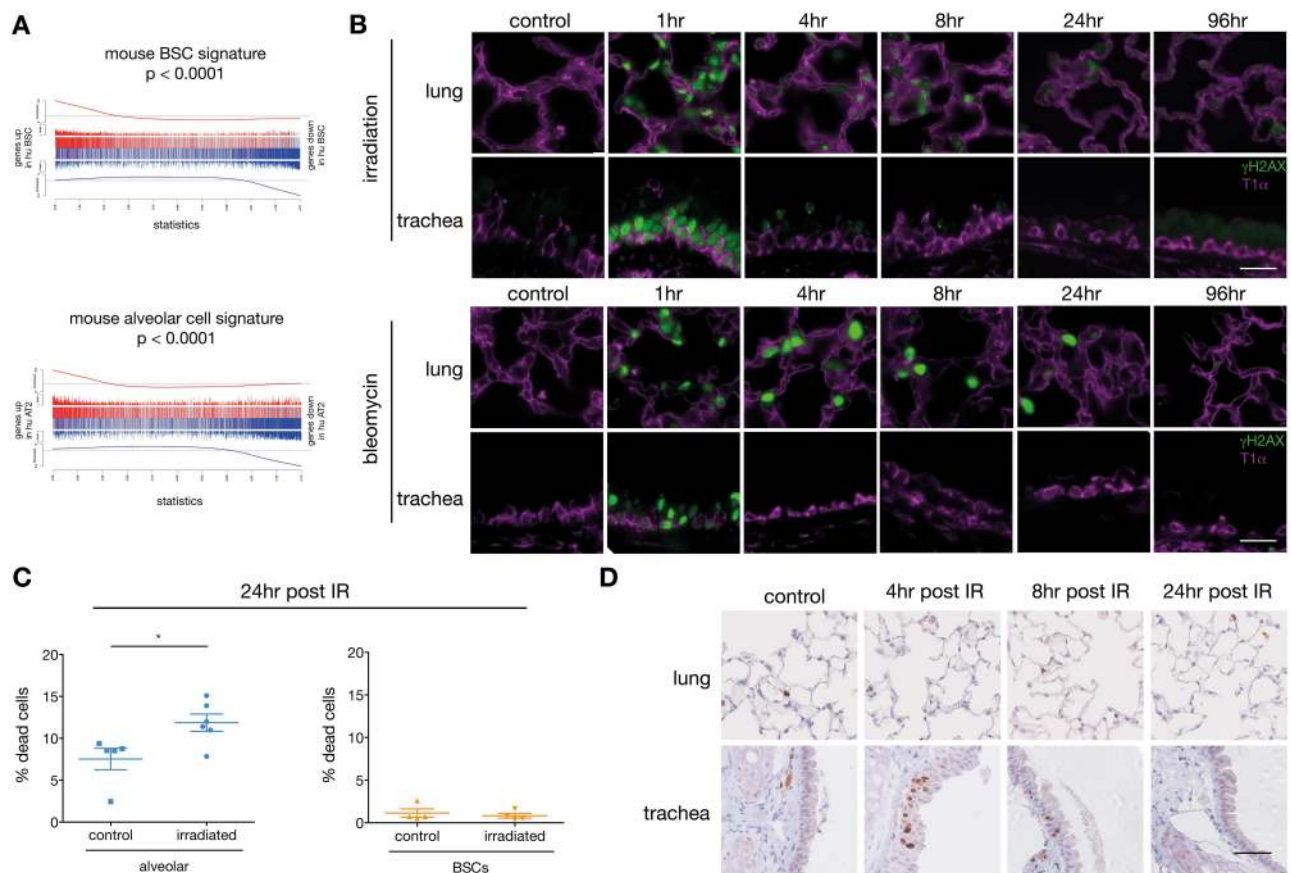 A
mouse BSC signature
p < 0.0001
genes up
in hu BSC
genes down
in hu BSC
statistics
mouse alveolar cell signature
p < 0.0001
genes up
in hu AT2
genes down
in hu AT2
statistics
B
control 1hr 4hr 8hr 24hr 96hr
irradiation
lung
trachea
γH2AX
T1α
control 1hr 4hr 8hr 24hr 96hr
bleomycin
lung
trachea
γH2AX
T1α
C
24hr post IR
*
% dead cells
20
15
10
5
0
control irradiated
alveolar
% dead cells
20
15
10
5
0
control irradiated
BSCs
D
control 4hr post IR 8hr post IR 24hr post IR
lung
trachea